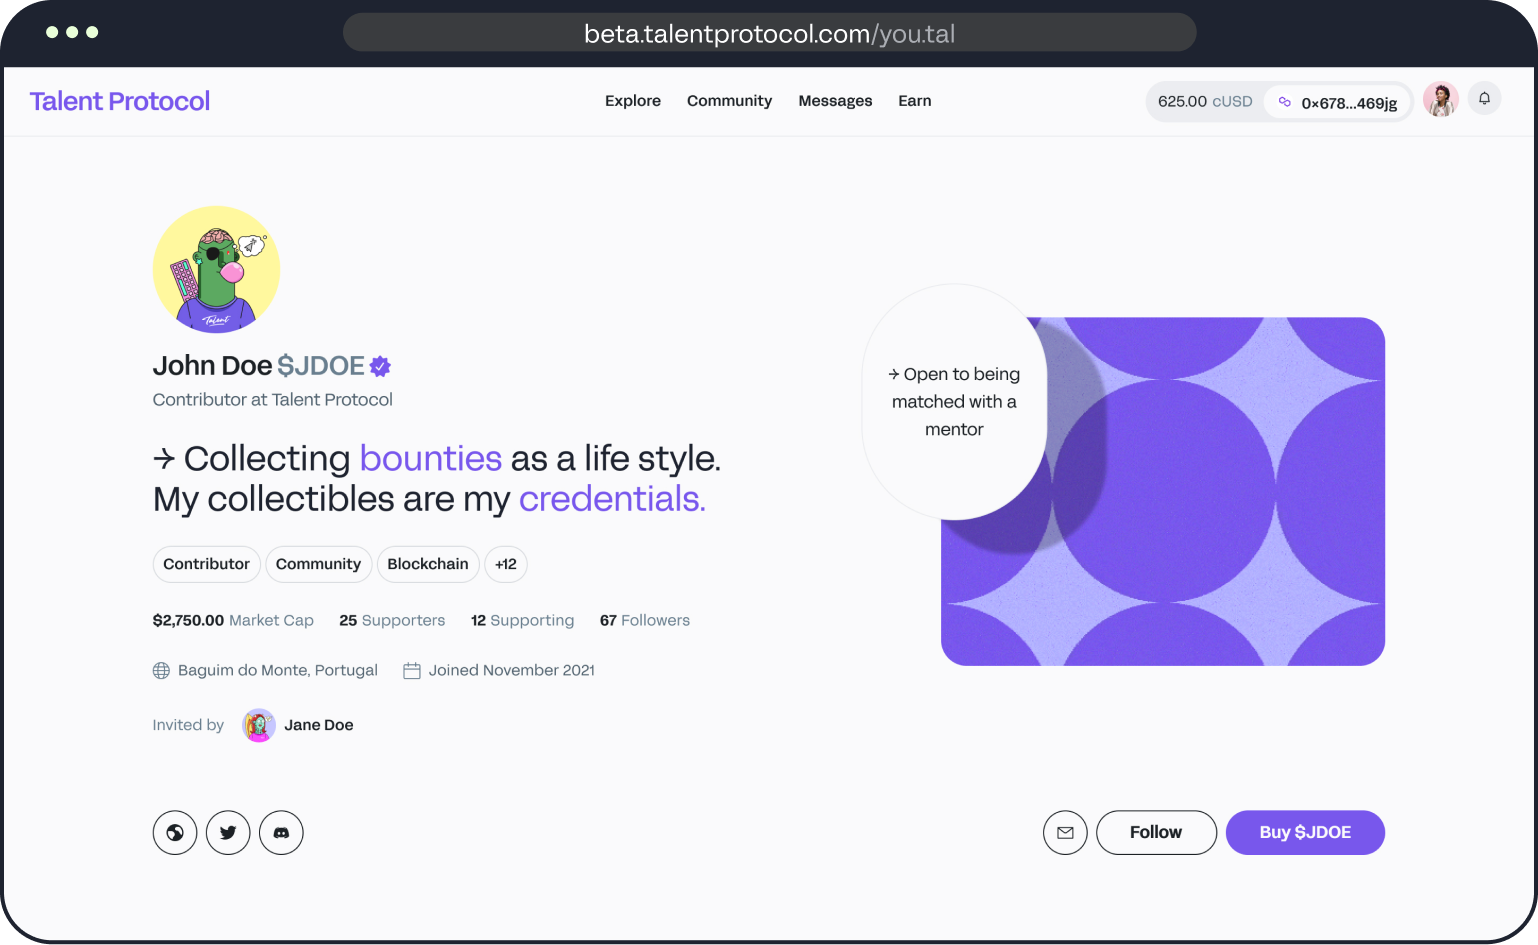 beta.talentprotocol.com/you.tal
Talent Protocol
Explore
Community
Messages
Earn
625.00 cUSD
0×678...469jg
Talent
John Doe $JDOE
Contributor at Talent Protocol
→ Collecting bounties as a life style.
My collectibles are my credentials.
Contributor
Community
Blockchain
+12
$2,750.00 Market Cap
25 Supporters
12 Supporting
67 Followers
Baguim do Monte, Portugal
Joined November 2021
Invited by
Jane Doe
→ Open to being
matched with a
mentor
Follow
Buy $JDOE